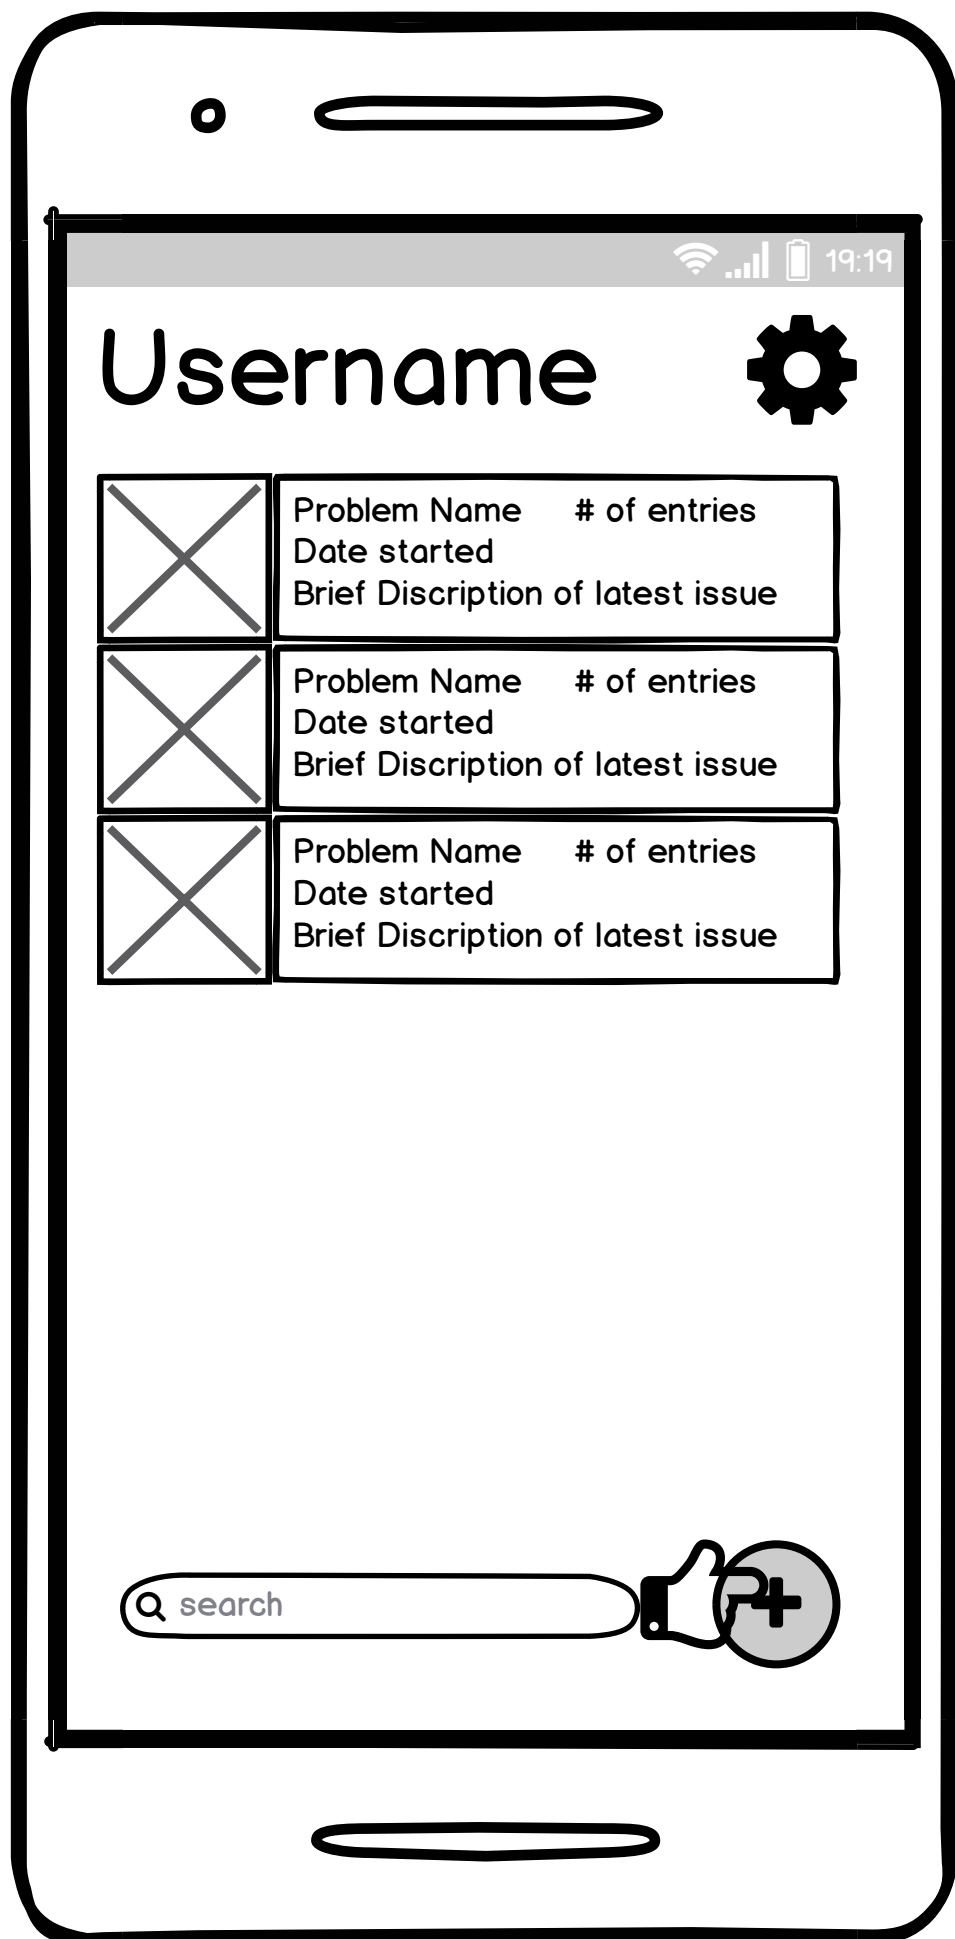 19:19
Username
Problem Name # of entries
Date started
Brief Discription of latest issue
Problem Name # of entries
Date started
Brief Discription of latest issue
Problem Name # of entries
Date started
Brief Discription of latest issue
search